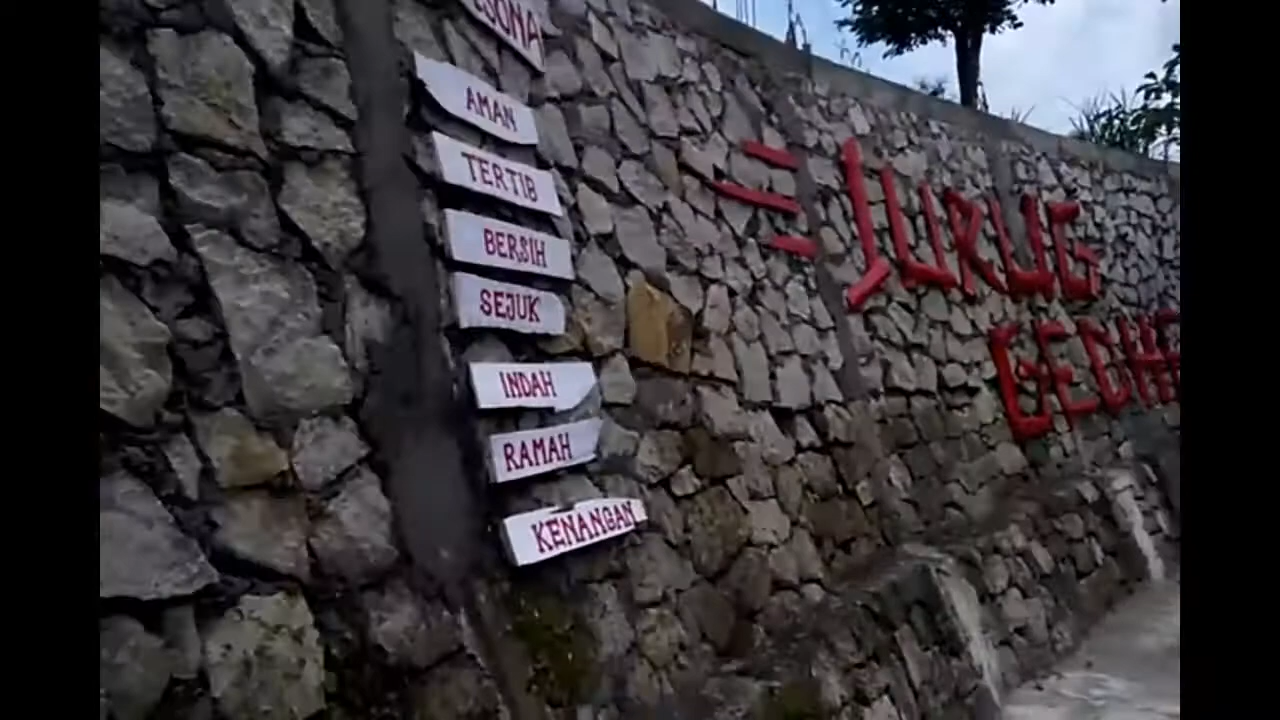 AMAN
TERTIB
BERSIH
SEJUK
INDAH
RAMAH
KENANGAN
JURUG